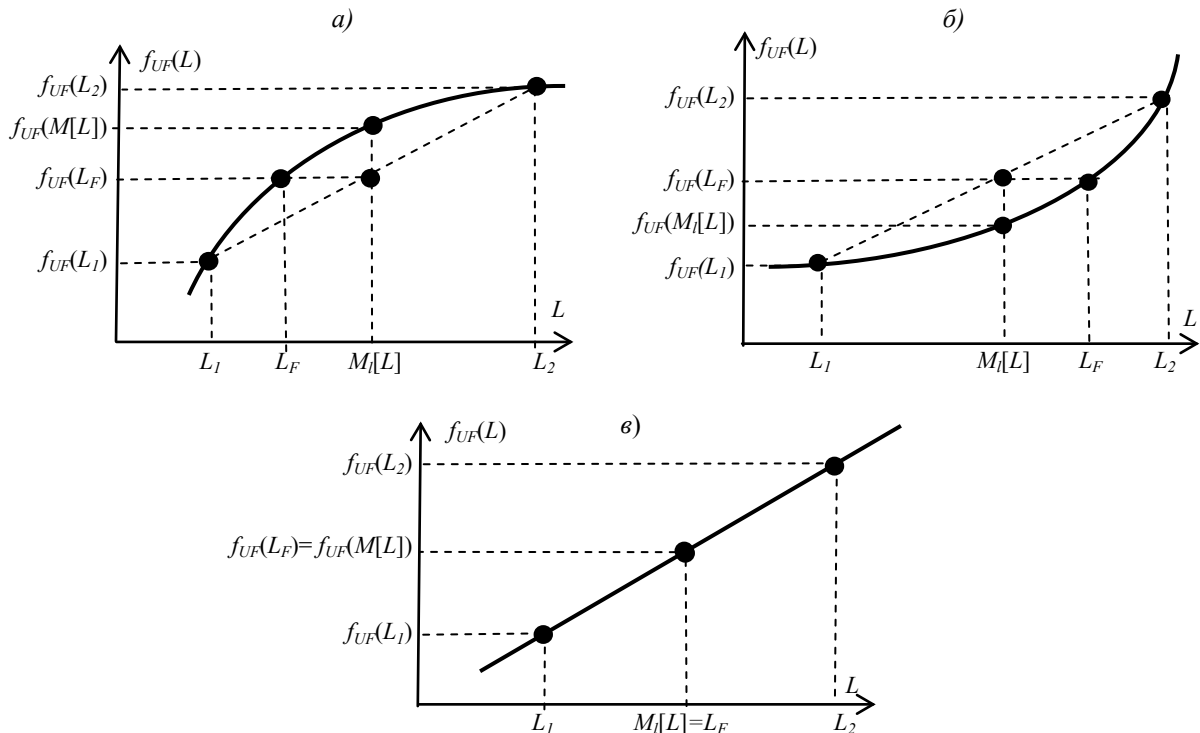 а)
f_UF(L)
f_UF(L_2)
f_UF(M[L])
f_UF(L_F)
f_UF(L_1)
L
L_1 L_F M_l[L] L_2
б)
f_UF(L)
f_UF(L_2)
f_UF(L_F)
f_UF(M_l[L])
f_UF(L_1)
L
L_1 M_l[L] L_F L_2
в)
f_UF(L)
f_UF(L_2)
f_UF(L_F)=f_UF(M[L])
f_UF(L_1)
L
L_1 M_l[L]=L_F L_2